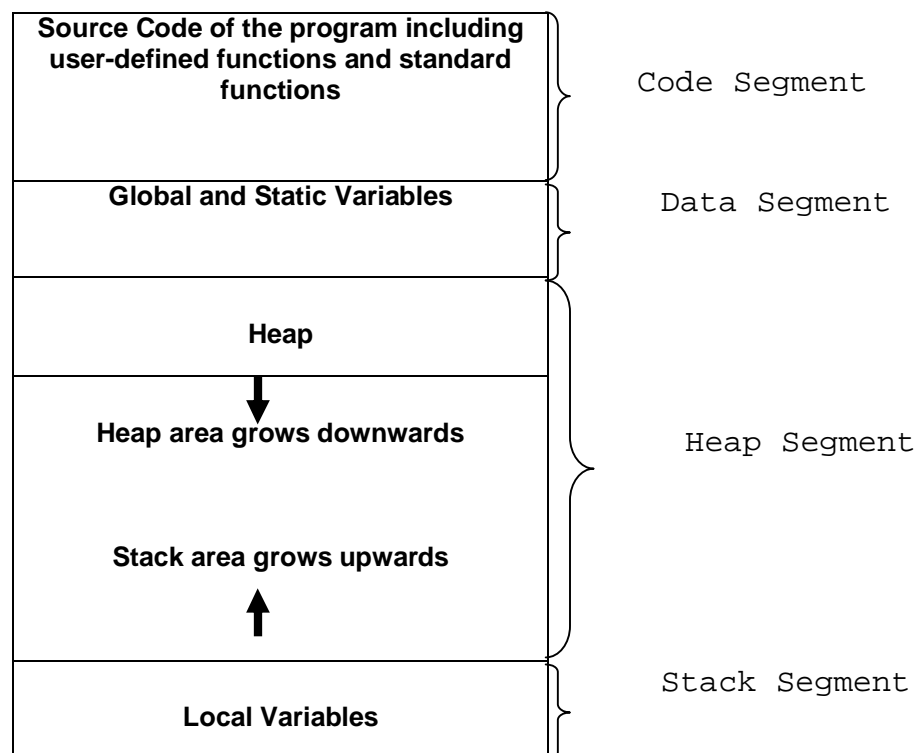 Source Code of the program including
user-defined functions and standard
functions
Code Segment
Global and Static Variables
Data Segment
Heap
Heap area grows downwards
Heap Segment
Stack area grows upwards
Stack Segment
Local Variables